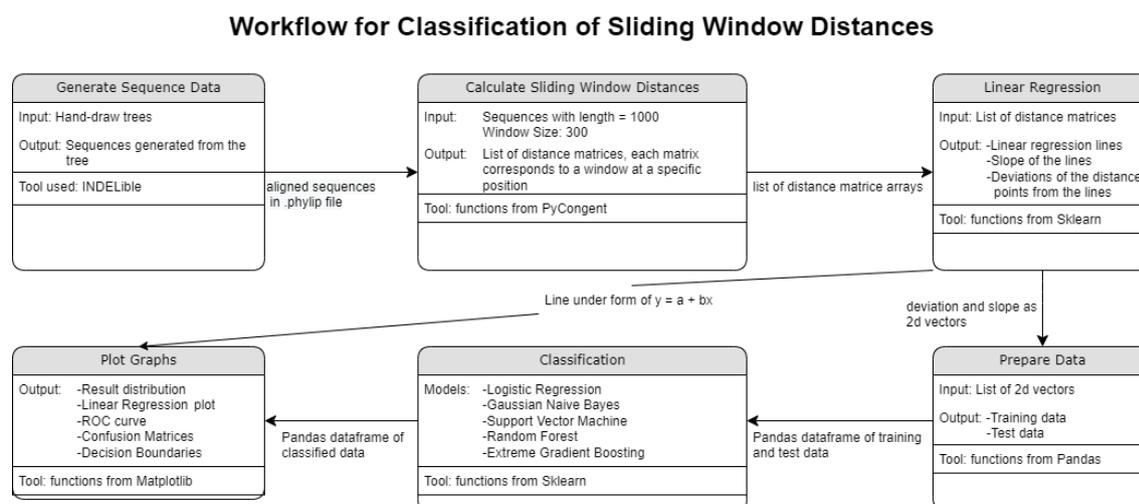 Workflow for Classification of Sliding Window Distances
Generate Sequence Data
Input: Hand-draw trees
Output: Sequences generated from the
tree
Tool used: INDELible
aligned sequences
in .phylip file
Calculate Sliding Window Distances
Input: Sequences with length = 1000
Window Size: 300
Output: List of distance matrices, each matrix
corresponds to a window at a specific
position
Tool: functions from PyCongent
list of distance matrice arrays
Linear Regression
Input: List of distance matrices
Output: -Linear regression lines
-Slope of the lines
-Deviations of the distance
points from the lines
Tool: functions from Sklearn
Line under form of y = a + bx
deviation and slope as
2d vectors
Plot Graphs
Output: -Result distribution
-Linear Regression plot
-ROC curve
-Confusion Matrices
-Decision Boundaries
Tool: functions from Matplotlib
Pandas dataframe of
classified data
Classification
Models: -Logistic Regression
-Gaussian Naive Bayes
-Support Vector Machine
-Random Forest
-Extreme Gradient Boosting
Tool: functions from Sklearn
Pandas dataframe of training
and test data
Prepare Data
Input: List of 2d vectors
Output: -Training data
-Test data
Tool: functions from Pandas